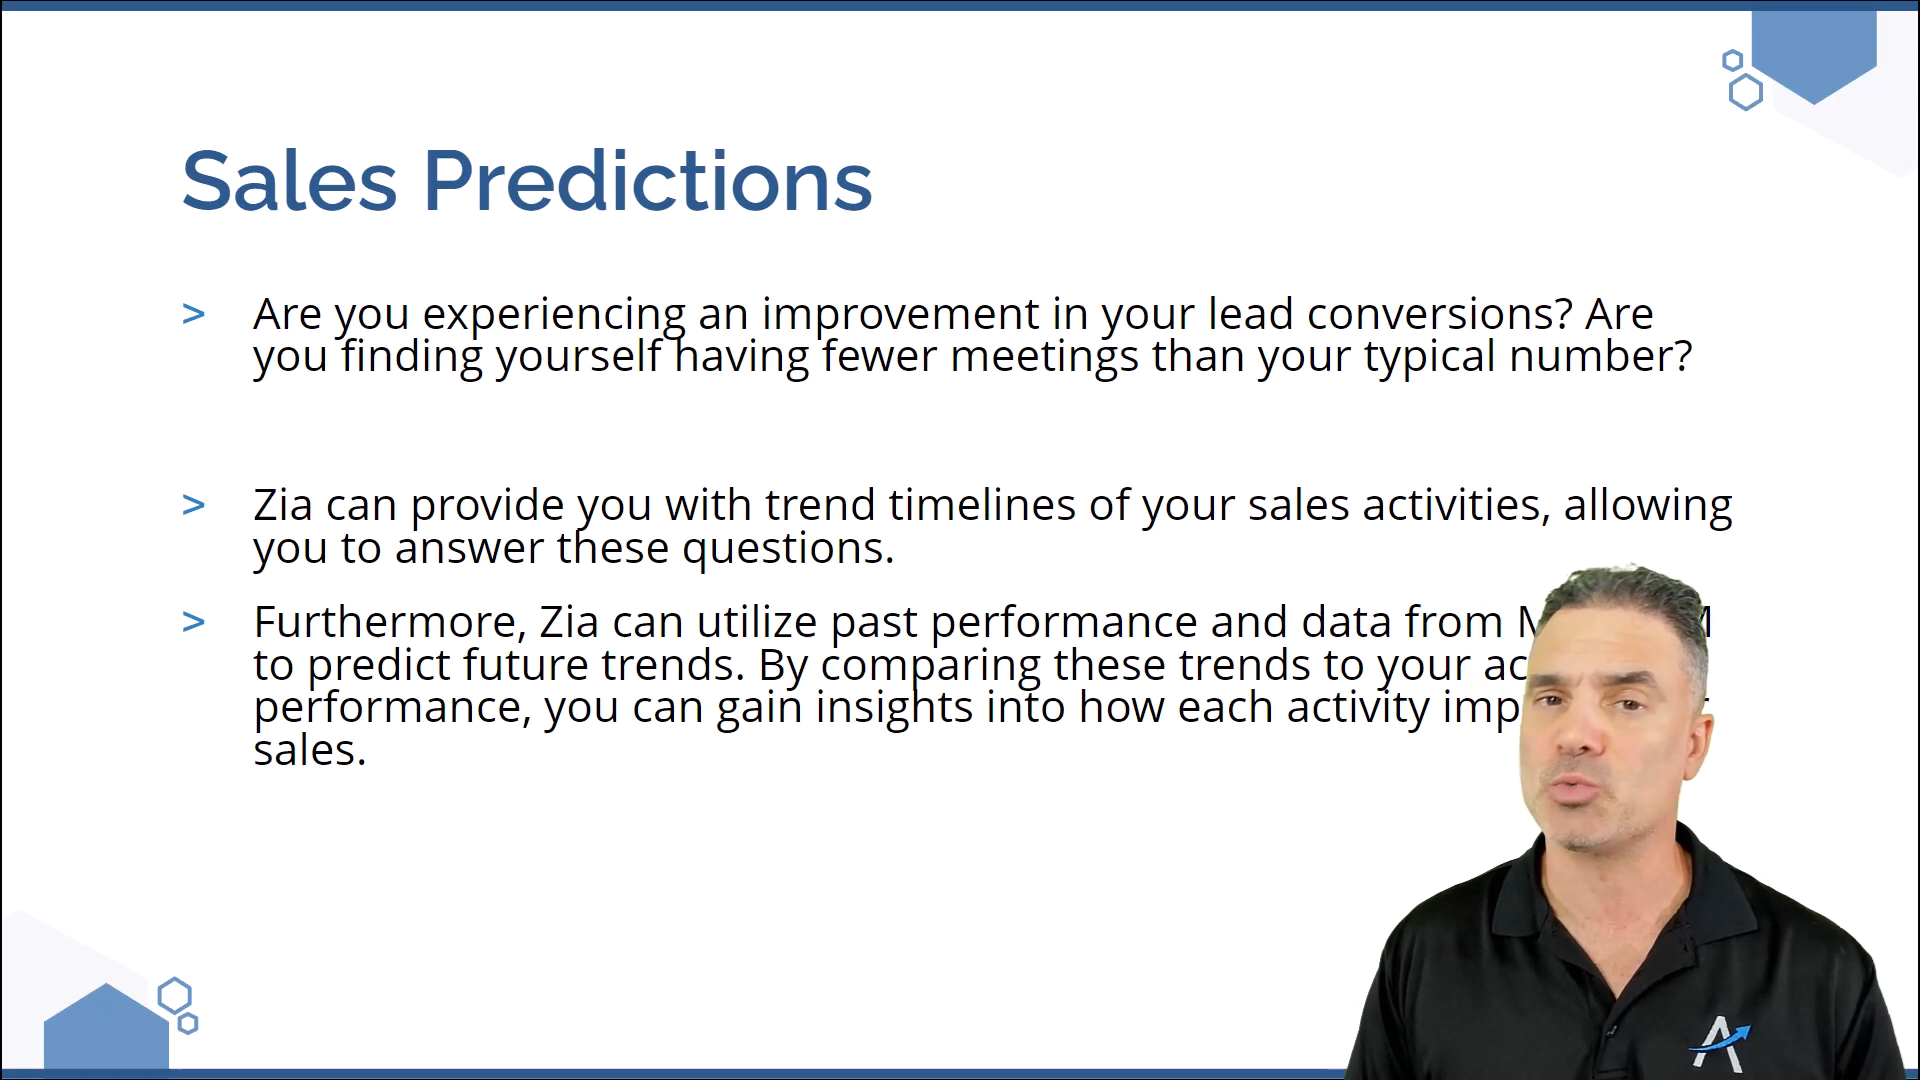 Sales Predictions
> Are you experiencing an improvement in your lead conversions? Are
you finding yourself having fewer meetings than your typical number?
> Zia can provide you with trend timelines of your sales activities, allowing
you to answer these questions.
> Furthermore, Zia can utilize past performance and data from
to predict future trends. By comparing these trends to your
performance, you can gain insights into how each activity
sales.